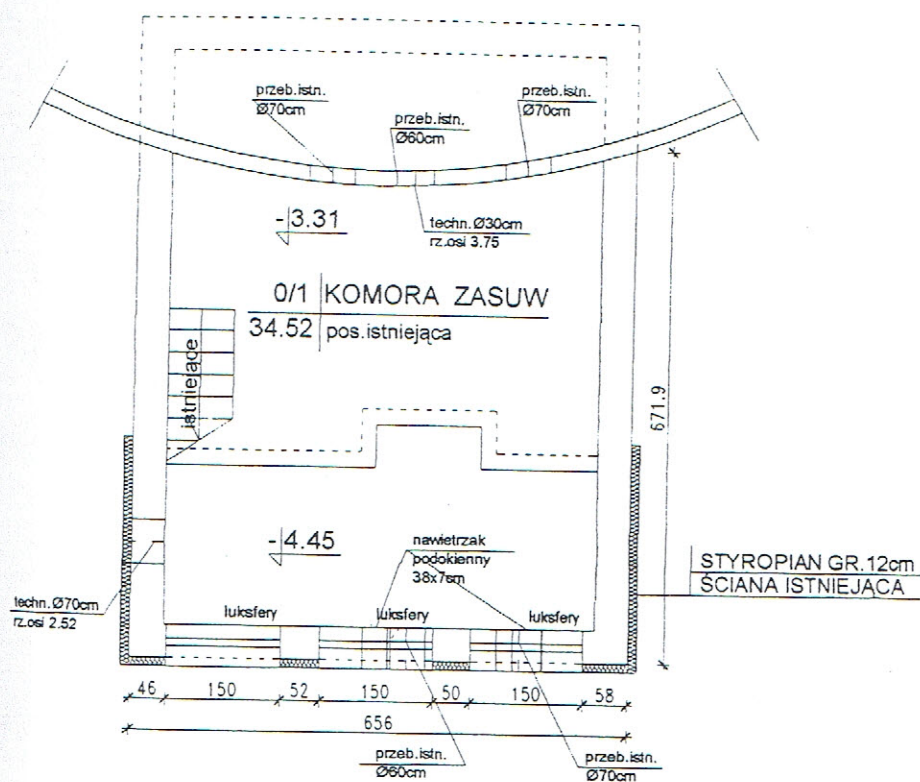 przeb.istn.
Ø70cm
przeb.istn.
Ø60cm
przeb.istn.
Ø70cm
-3.31
techn. Ø30cm
rz.osi 3.75
0/1 KOMORA ZASUW
34.52 pos.istniejąca
istniejące
671.9
-4.45
nawietrzak
podokienny
38x7cm
STYROPIAN GR.12cm
ŚCIANA ISTNIEJĄCA
techn. Ø70cm
rz.osi 2.52
luksfery
luksfery
luksfery
46 150 52 150 50 150 58
656
przeb.istn.
Ø60cm
przeb.istn.
Ø70cm